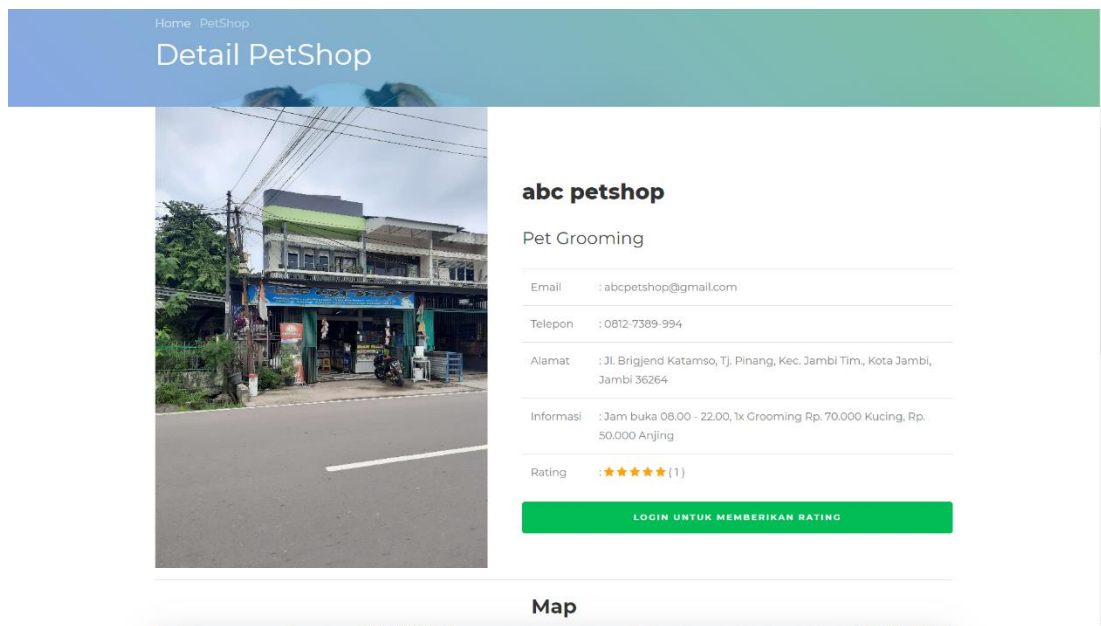 Home PetShop
Detail PetShop
abc petshop
Pet Grooming
Email : abcpetshop@gmail.com
Telepon : 0812-7389-994
Alamat : Jl. Brigjend Katamso, Tj. Pinang, Kec. Jambi Tim., Kota Jambi,
Jambi 36264
Informasi : Jam buka 08.00 - 22.00, 1x Grooming Rp. 70.000 Kucing, Rp.
50.000 Anjing
Rating : ★★★★★ ( 1 )
LOGIN UNTUK MEMBERIKAN RATING
Map